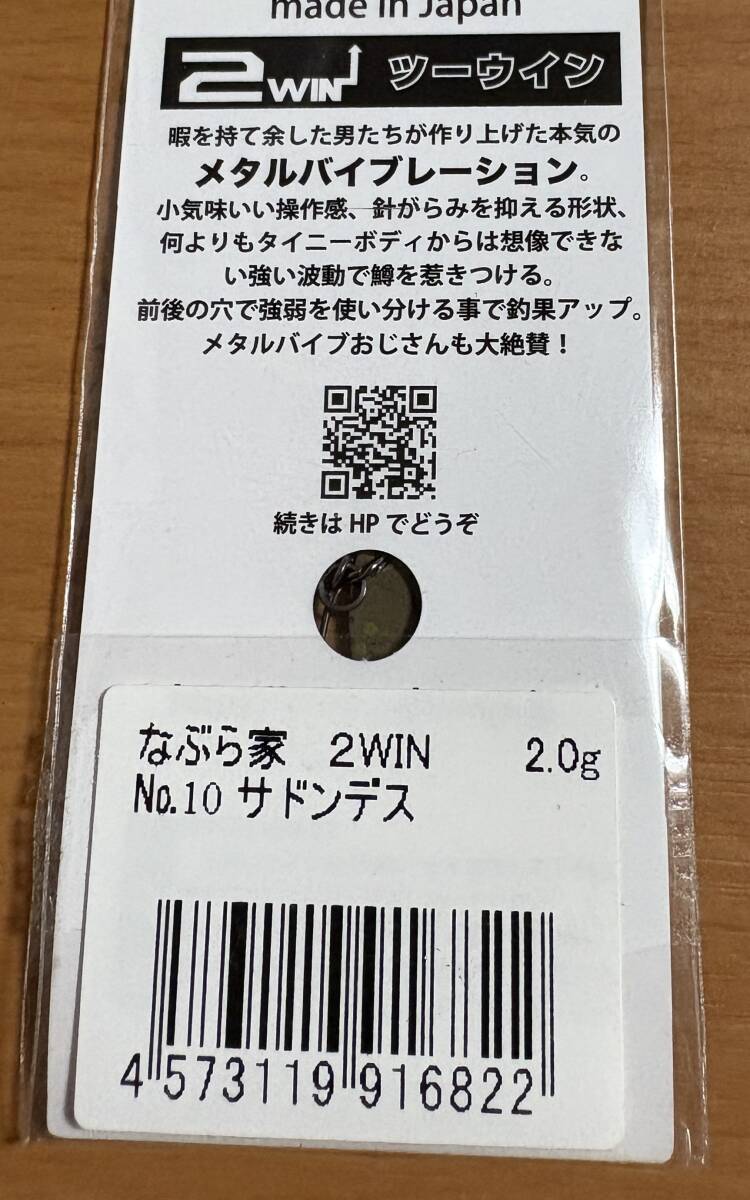 made in Japan
2WIN ツーウイン
暇を持て余した男たちが作り上げた本気の
メタルバイブレーション。
小気味いい操作感、針がらみを抑える形状、
何よりもタイニーボディからは想像できな
い強い波動で鱒を惹きつける。
前後の穴で強弱を使い分ける事で釣果アップ。
メタルバイブおじさんも大絶賛！
続きは HP でどうぞ
なぶら家 2WIN 2.0g
No.10 サドンデス
4 573119 916822